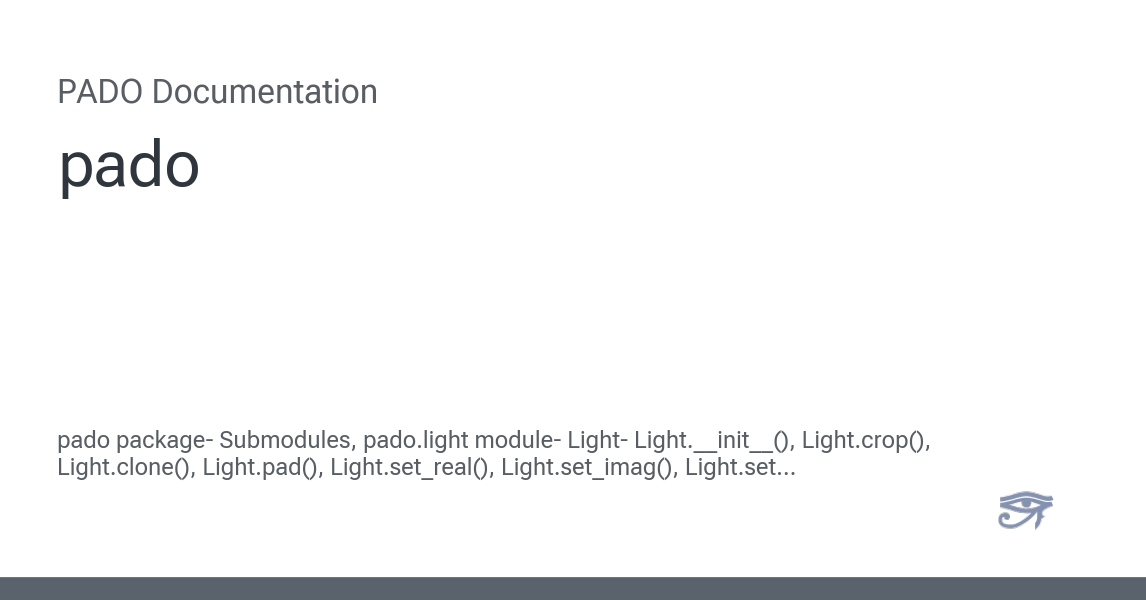 PADO Documentation
pado
pado package- Submodules, pado.light module- Light- Light.__init__(), Light.crop(),
Light.clone(), Light.pad(), Light.set_real(), Light.set_imag(), Light.set...